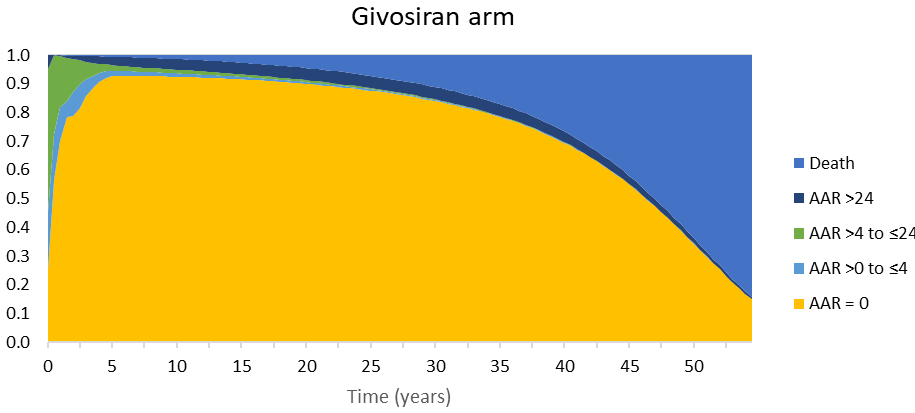 Givosiran arm
1.0
0.9
0.8
0.7
0.6
0.5
0.4
0.3
0.2
0.1
0.0
0 5 10 15 20 25 30 35 40 45 50
Time (years)
Death
AAR >24
AAR >4 to ≤24
AAR >0 to ≤4
AAR = 0